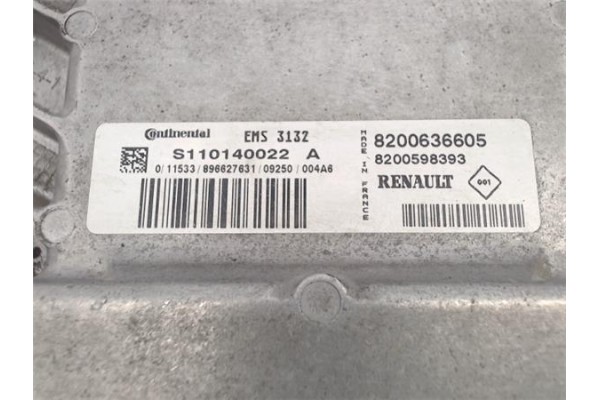 Continental EMS 3132
S110140022 A
0/11533/896627631/09250/004A6
MADE IN FRANCE
8200636605
8200598393
RENAULT 001